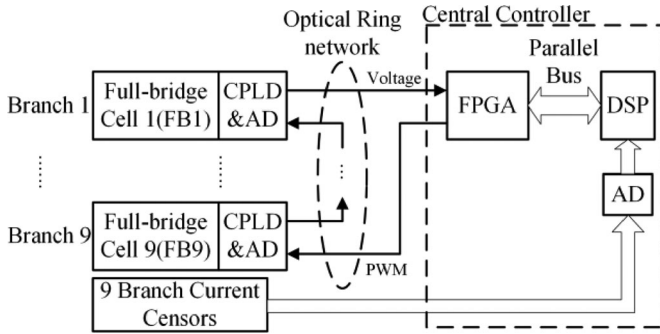 Optical Ring
network
Central Controller
Branch 1
Full-bridge
Cell 1(FB1)
CPLD
&AD
Voltage
FPGA
Parallel
Bus
DSP
AD
Branch 9
Full-bridge
Cell 9(FB9)
CPLD
&AD
PWM
9 Branch Current
Censors